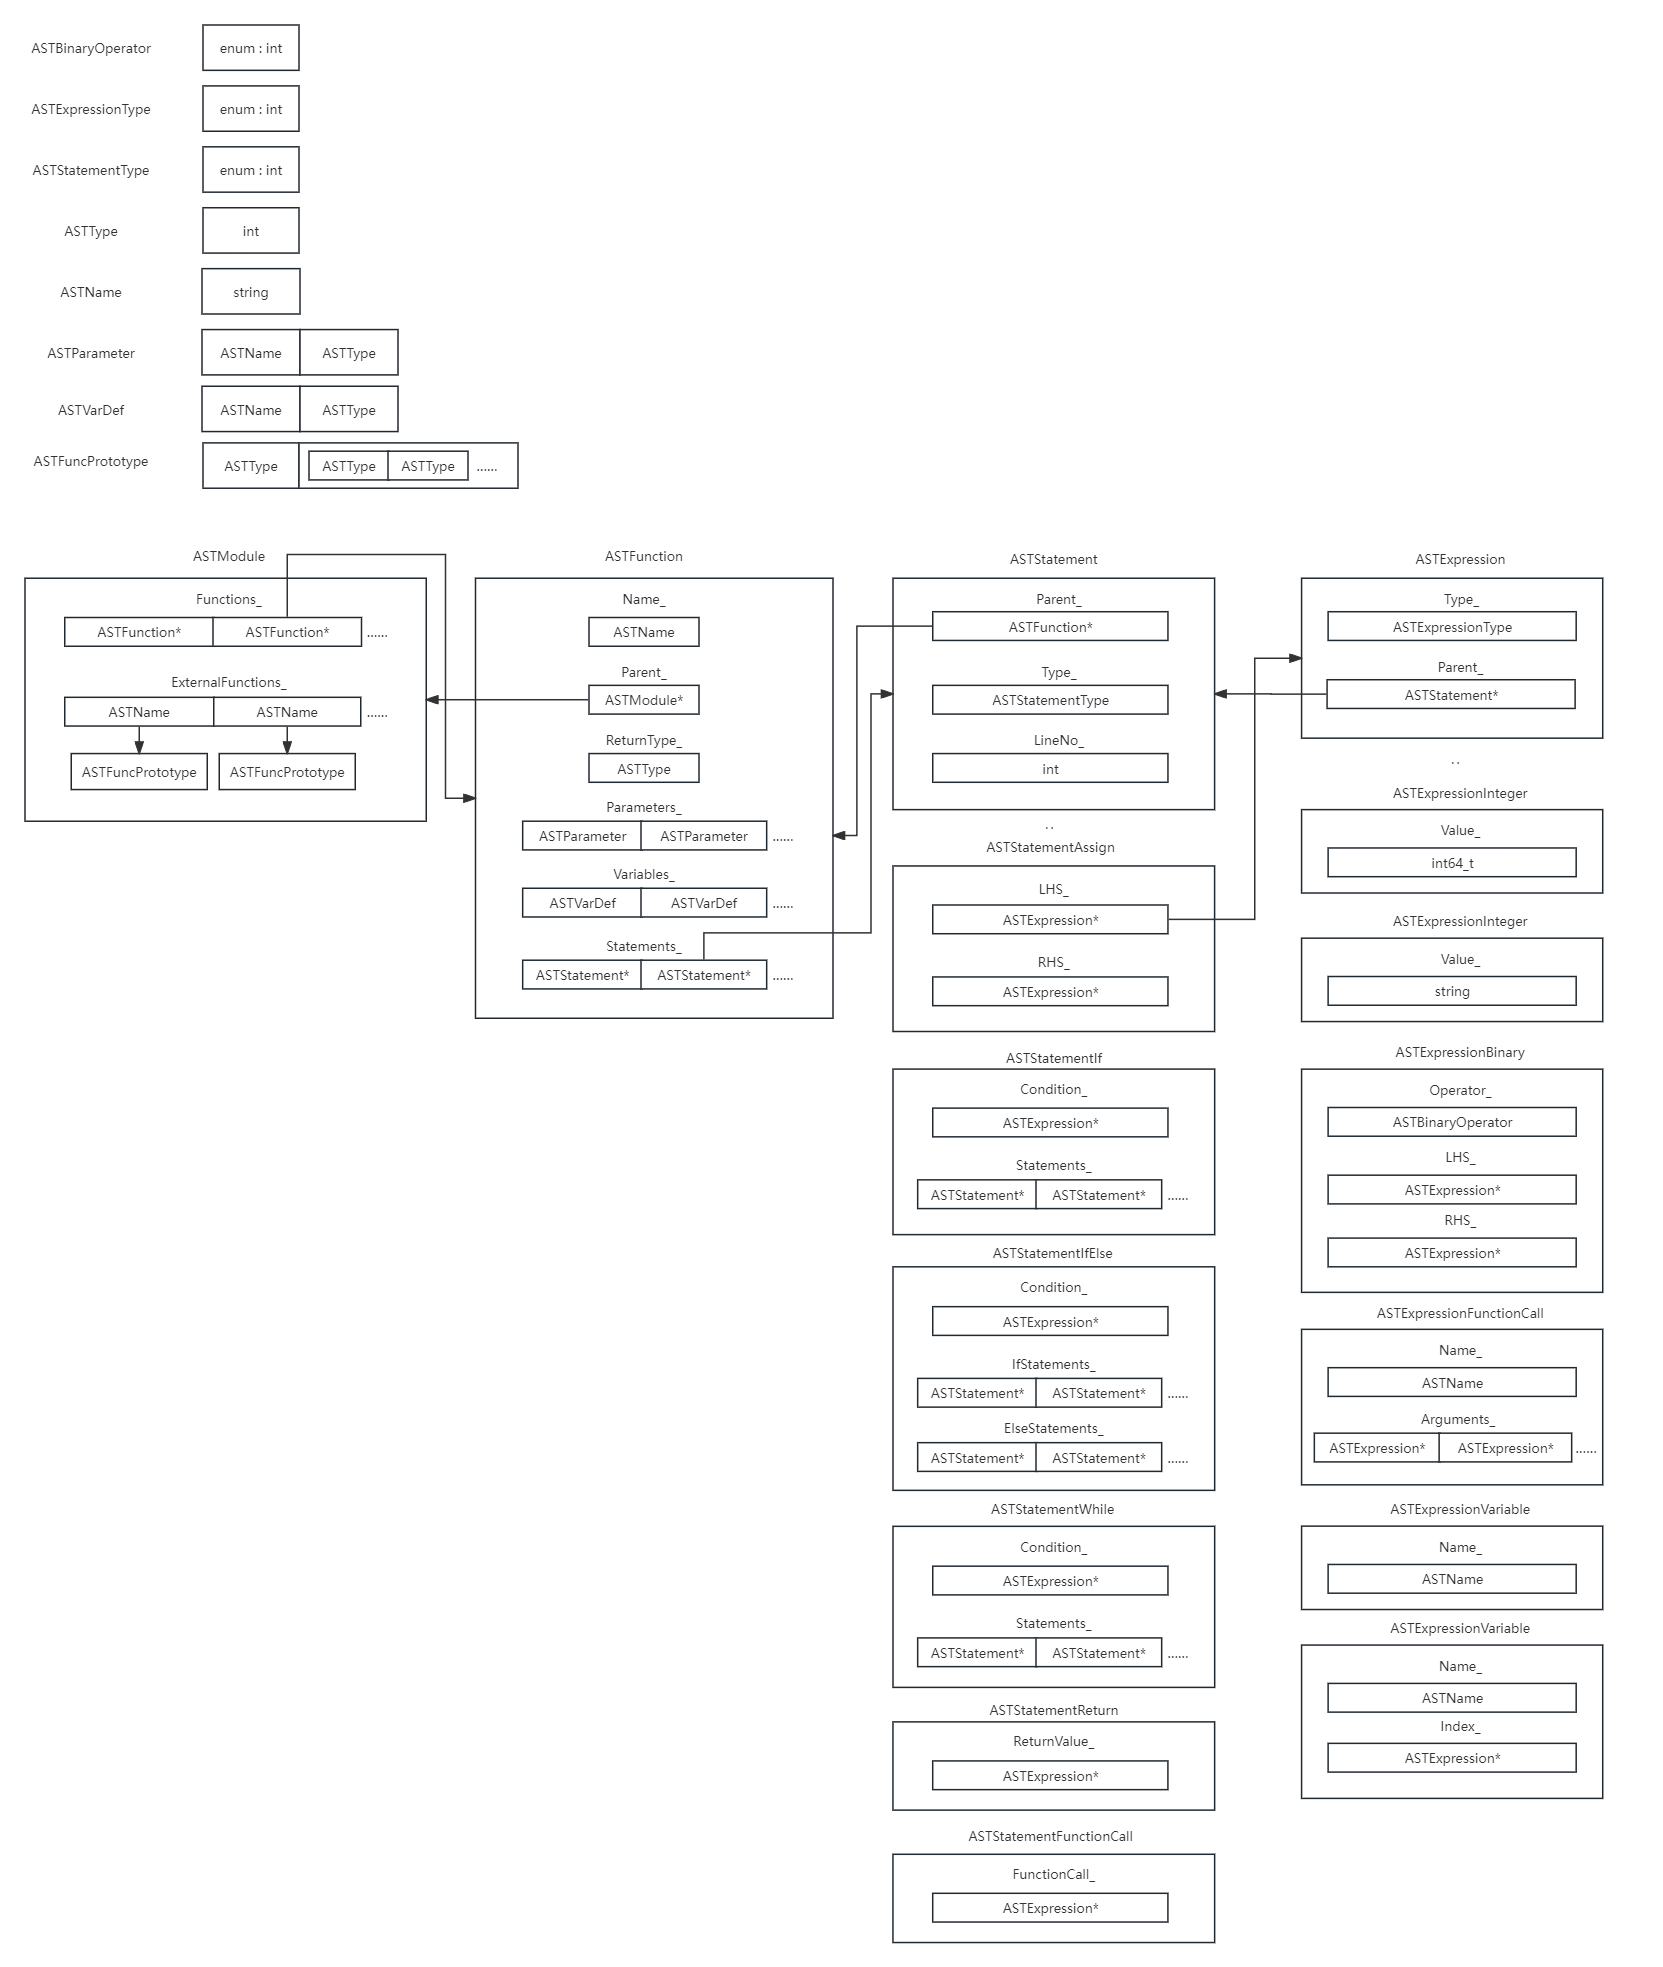 ASTBinaryOperator enum : int
ASTExpressionType enum : int
ASTStatementType enum : int
ASTType int
ASTName string
ASTParameter ASTName ASTType
ASTVarDef ASTName ASTType
ASTFuncPrototype ASTType ASTType ASTType ......
ASTModule
Functions_
ASTFunction* ASTFunction* ......
ExternalFunctions_
ASTName ASTName ......
ASTFuncPrototype ASTFuncPrototype
ASTFunction
Name_
ASTName
Parent_
ASTModule*
ReturnType_
ASTType
Parameters_
ASTParameter ASTParameter ......
Variables_
ASTVarDef ASTVarDef ......
Statements_
ASTStatement* ASTStatement* ......
ASTStatement
Parent_
ASTFunction*
Type_
ASTStatementType
LineNo_
int
..
ASTStatementAssign
LHS_
ASTExpression*
RHS_
ASTExpression*
ASTStatementIf
Condition_
ASTExpression*
Statements_
ASTStatement* ASTStatement* ......
ASTStatementIfElse
Condition_
ASTExpression*
IfStatements_
ASTStatement* ASTStatement* ......
ElseStatements_
ASTStatement* ASTStatement* ......
ASTStatementWhile
Condition_
ASTExpression*
Statements_
ASTStatement* ASTStatement* ......
ASTStatementReturn
ReturnValue_
ASTExpression*
ASTStatementFunctionCall
FunctionCall_
ASTExpression*
ASTExpression
Type_
ASTExpressionType
Parent_
ASTStatement*
..
ASTExpressionInteger
Value_
int64_t
ASTExpressionInteger
Value_
string
ASTExpressionBinary
Operator_
ASTBinaryOperator
LHS_
ASTExpression*
RHS_
ASTExpression*
ASTExpressionFunctionCall
Name_
ASTName
Arguments_
ASTExpression* ASTExpression* ......
ASTExpressionVariable
Name_
ASTName
ASTExpressionVariable
Name_
ASTName
Index_
ASTExpression*